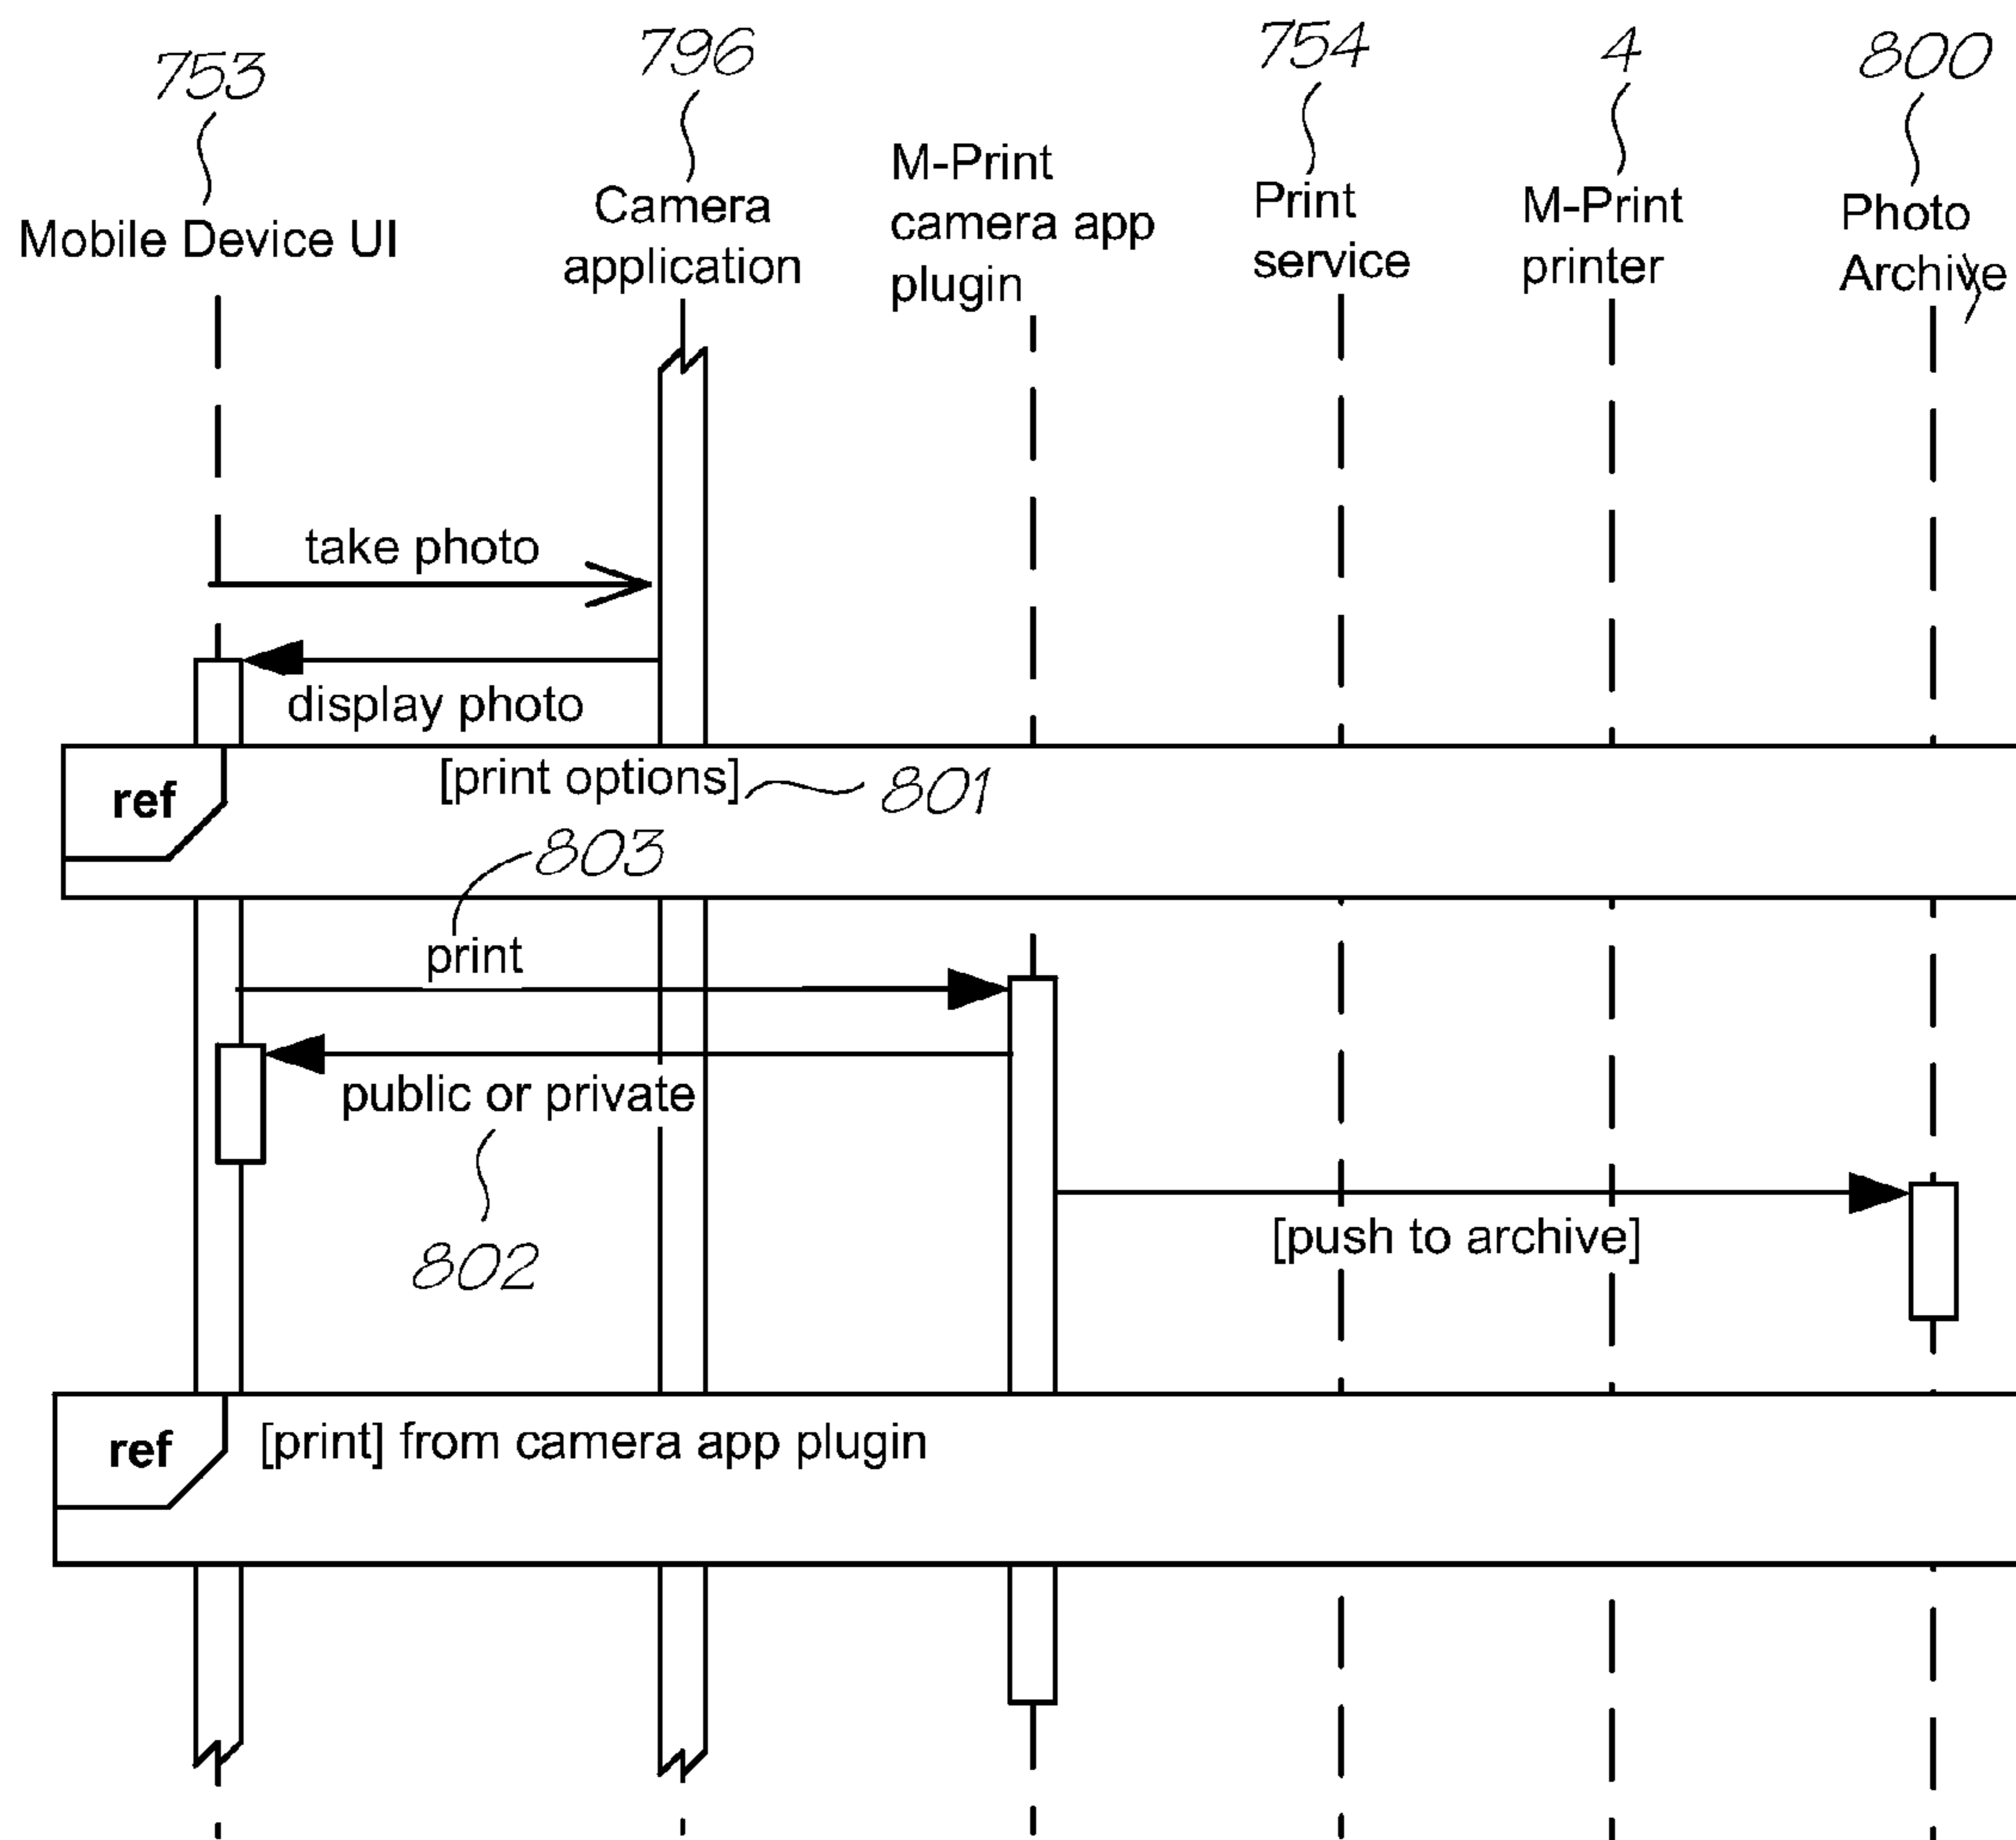 753
796
754
4
800
Mobile Device UI
Camera
application
M-Print
camera app
plugin
Print
service
M-Print
printer
Photo
Archive
take photo
display photo
ref
[print options]
801
803
print
public or private
802
[push to archive]
ref
[print] from camera app plugin